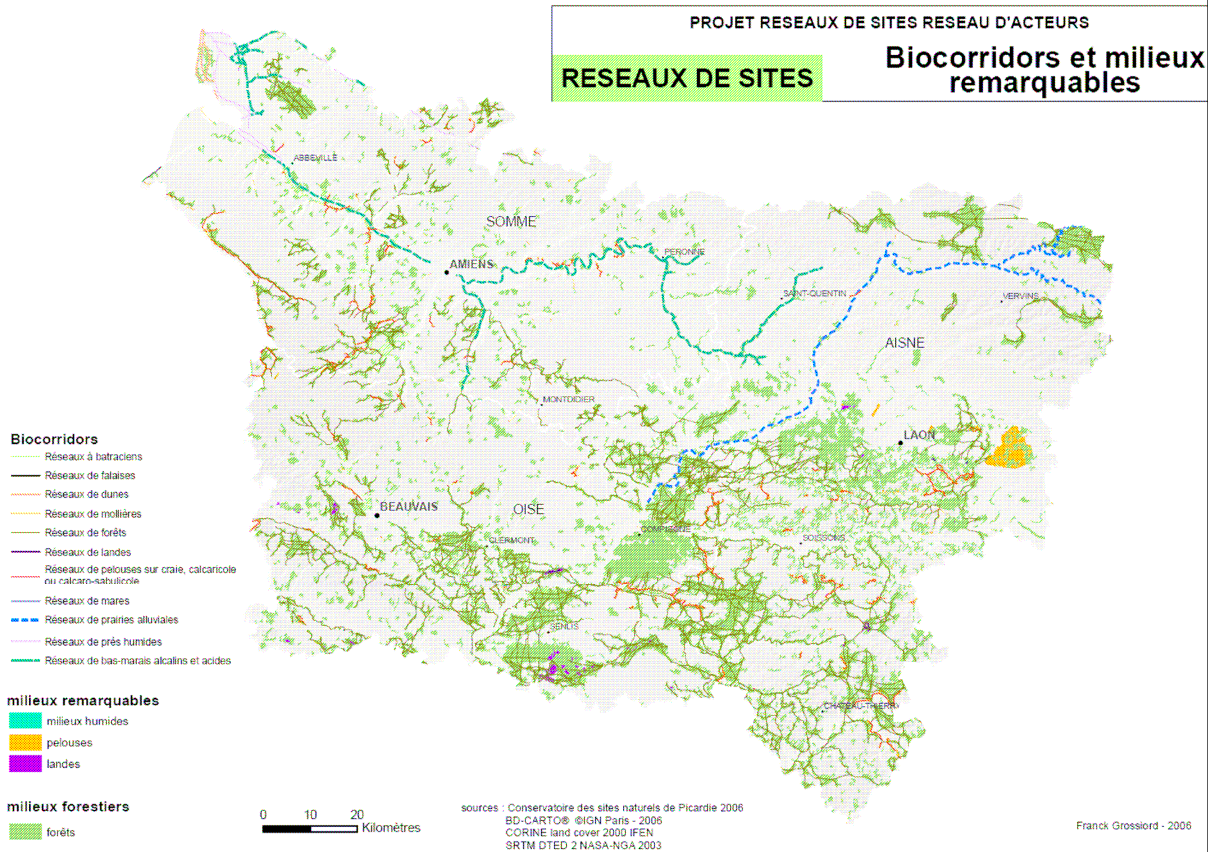 PROJET RESEAUX DE SITES RESEAU D'ACTEURS
RESEAUX DE SITES
Biocorridors et milieux
remarquables
ABBEVILLE
SOMME
AMIENS
PERONNE
SAINT-QUENTIN
VERVINS
AISNE
MONTDIDIER
LAON
BEAUVAIS
OISE
CLERMONT
COMPIEGNE
SOISSONS
SENLIS
CHATEAU-THIERRY
Biocorridors
Réseaux à batraciens
Réseaux de falaises
Réseaux de dunes
Réseaux de mollières
Réseaux de forêts
Réseaux de landes
Réseaux de pelouses sur craie, calcaricole
ou calcaro-sabulicole
Réseaux de mares
Réseaux de prairies alluviales
Réseaux de prés humides
Réseaux de bas-marais alcalins et acides
milieux remarquables
milieux humides
pelouses
landes
milieux forestiers
forêts
0 10 20
Kilomètres
sources : Conservatoire des sites naturels de Picardie 2006
BD-CARTO® ©IGN Paris - 2006
CORINE land cover 2000 IFEN
SRTM DTED 2 NASA-NGA 2003
Franck Grossiord - 2006